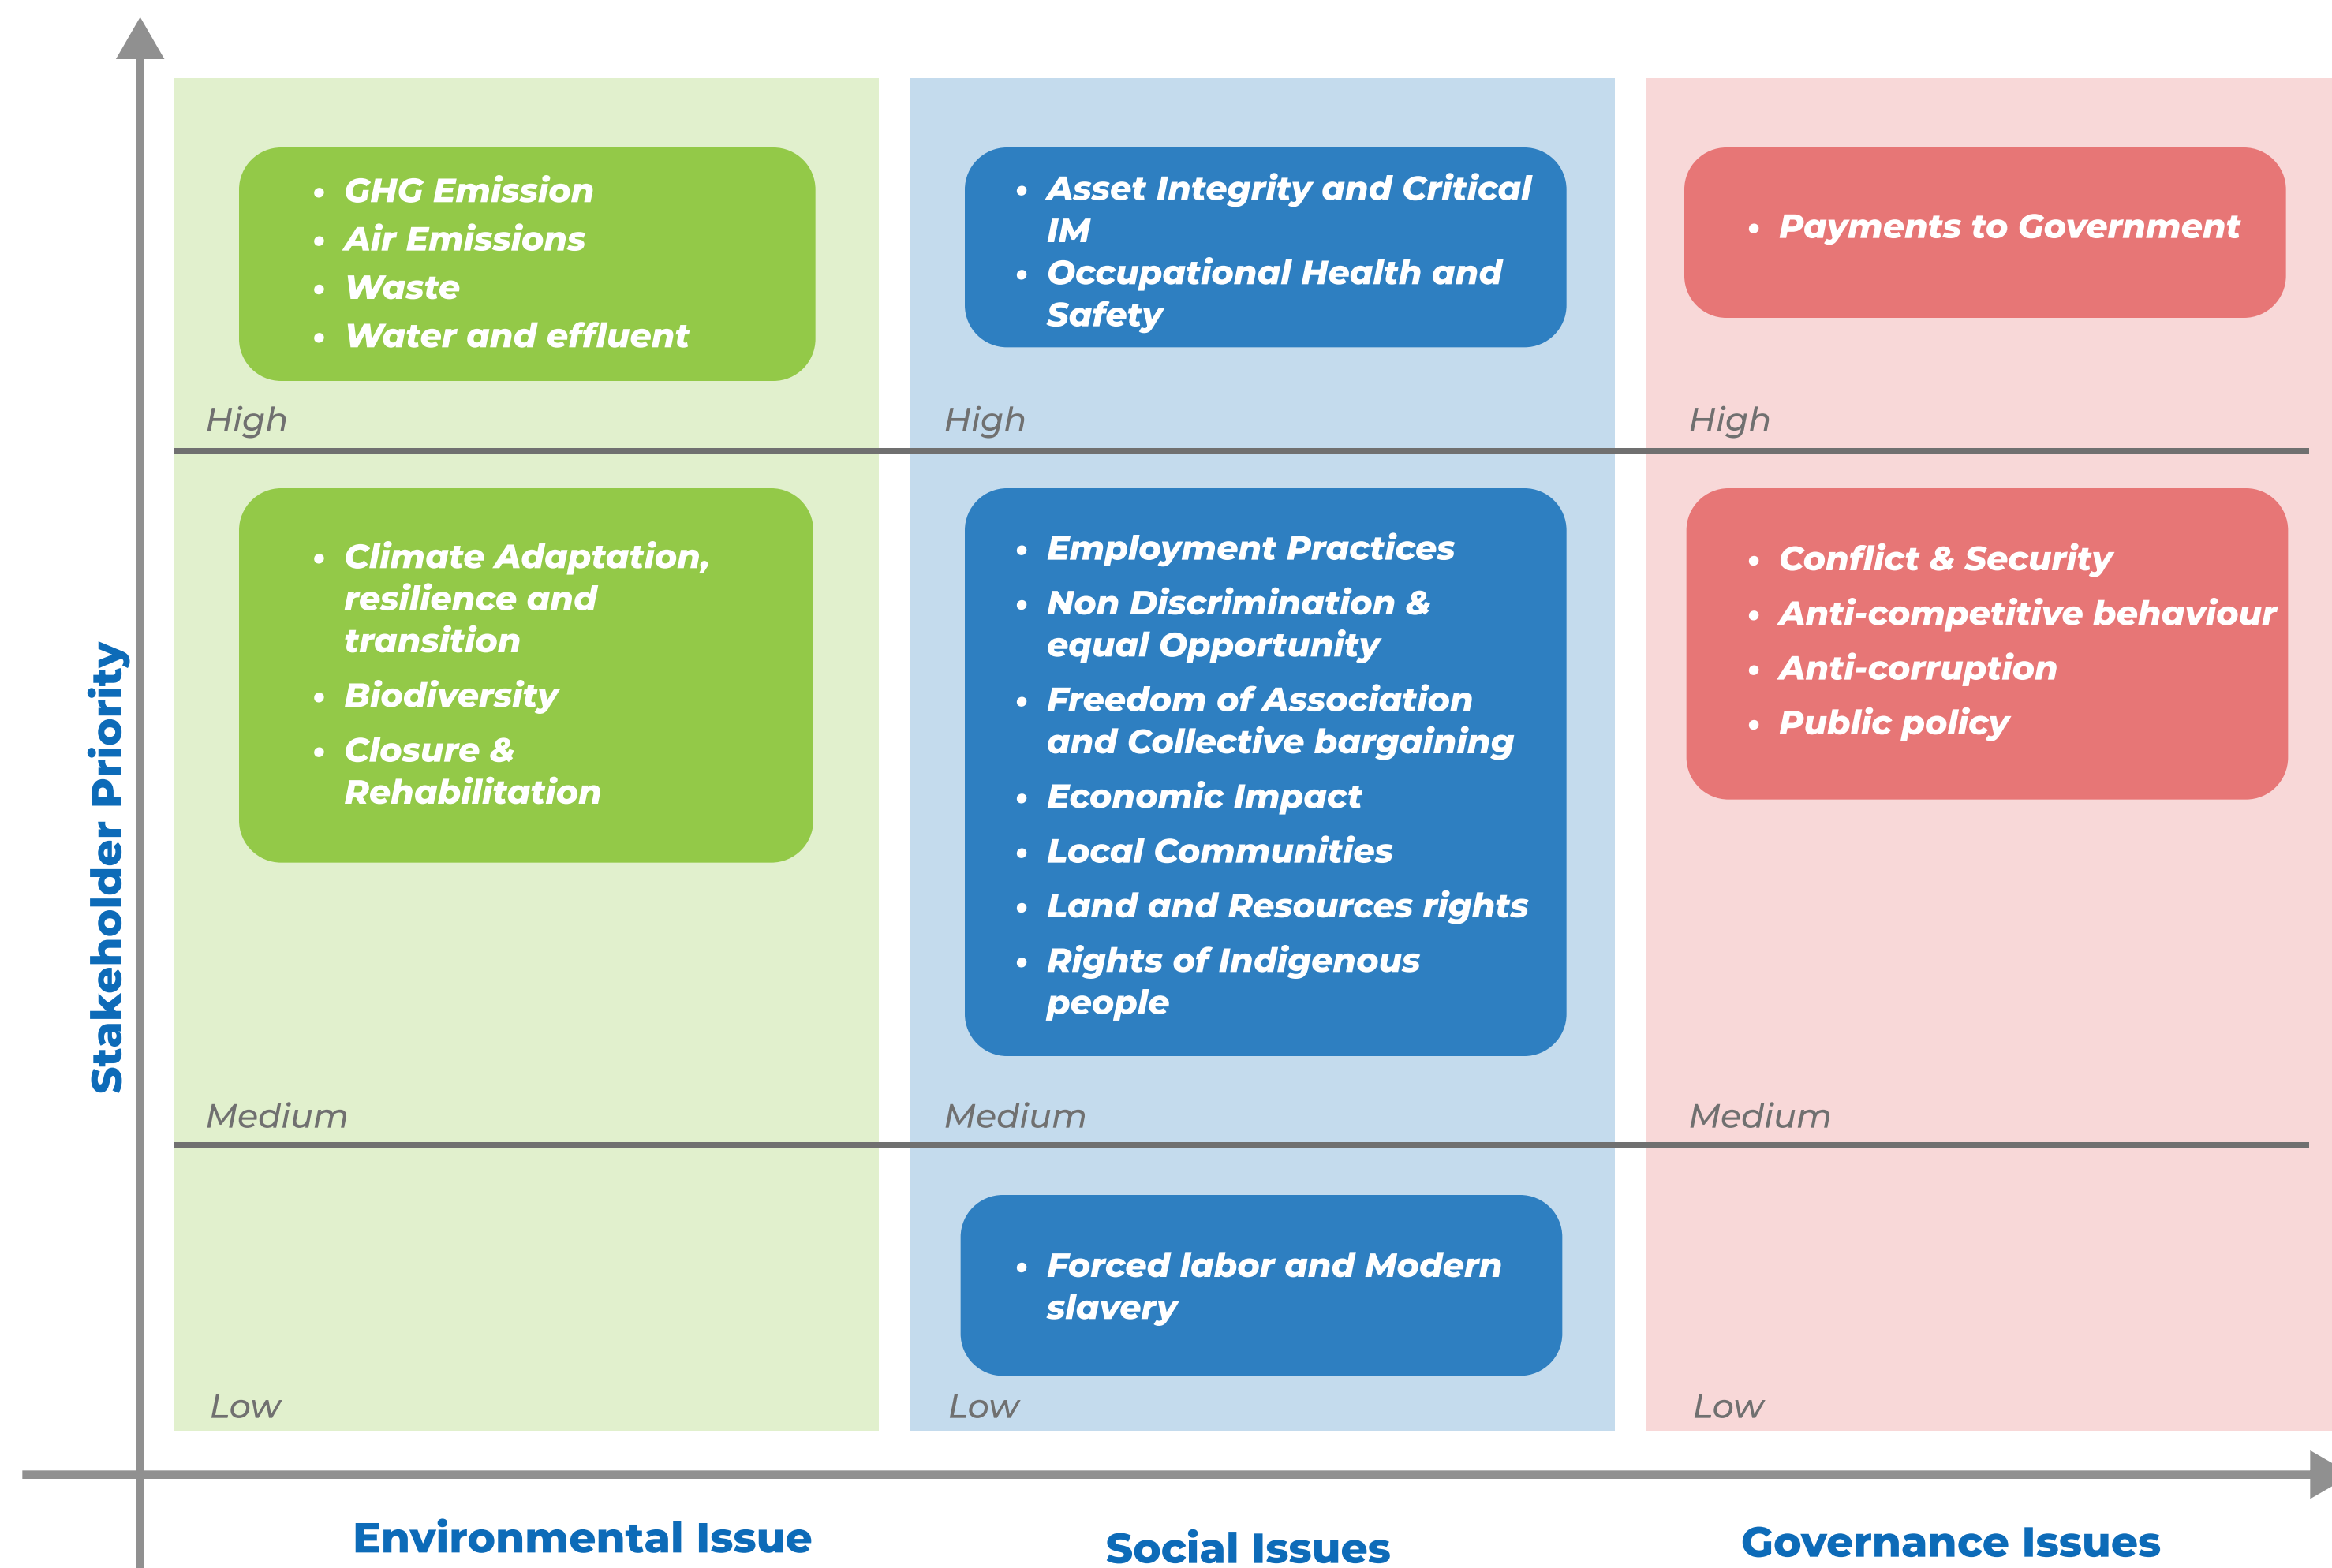 Stakeholder Priority
• GHG Emission
• Air Emissions
• Waste
• Water and effluent
High
• Climate Adaptation,
resilience and
transition
• Biodiversity
• Closure &
Rehabilitation
Medium
Low
Environmental Issue
• Asset Integrity and Critical
IM
• Occupational Health and
Safety
High
• Employment Practices
• Non Discrimination &
equal Opportunity
• Freedom of Association
and Collective bargaining
• Economic Impact
• Local Communities
• Land and Resources rights
• Rights of Indigenous
people
Medium
• Forced labor and Modern
slavery
Low
Social Issues
• Payments to Government
High
• Conflict & Security
• Anti-competitive behaviour
• Anti-corruption
• Public policy
Medium
Low
Governance Issues